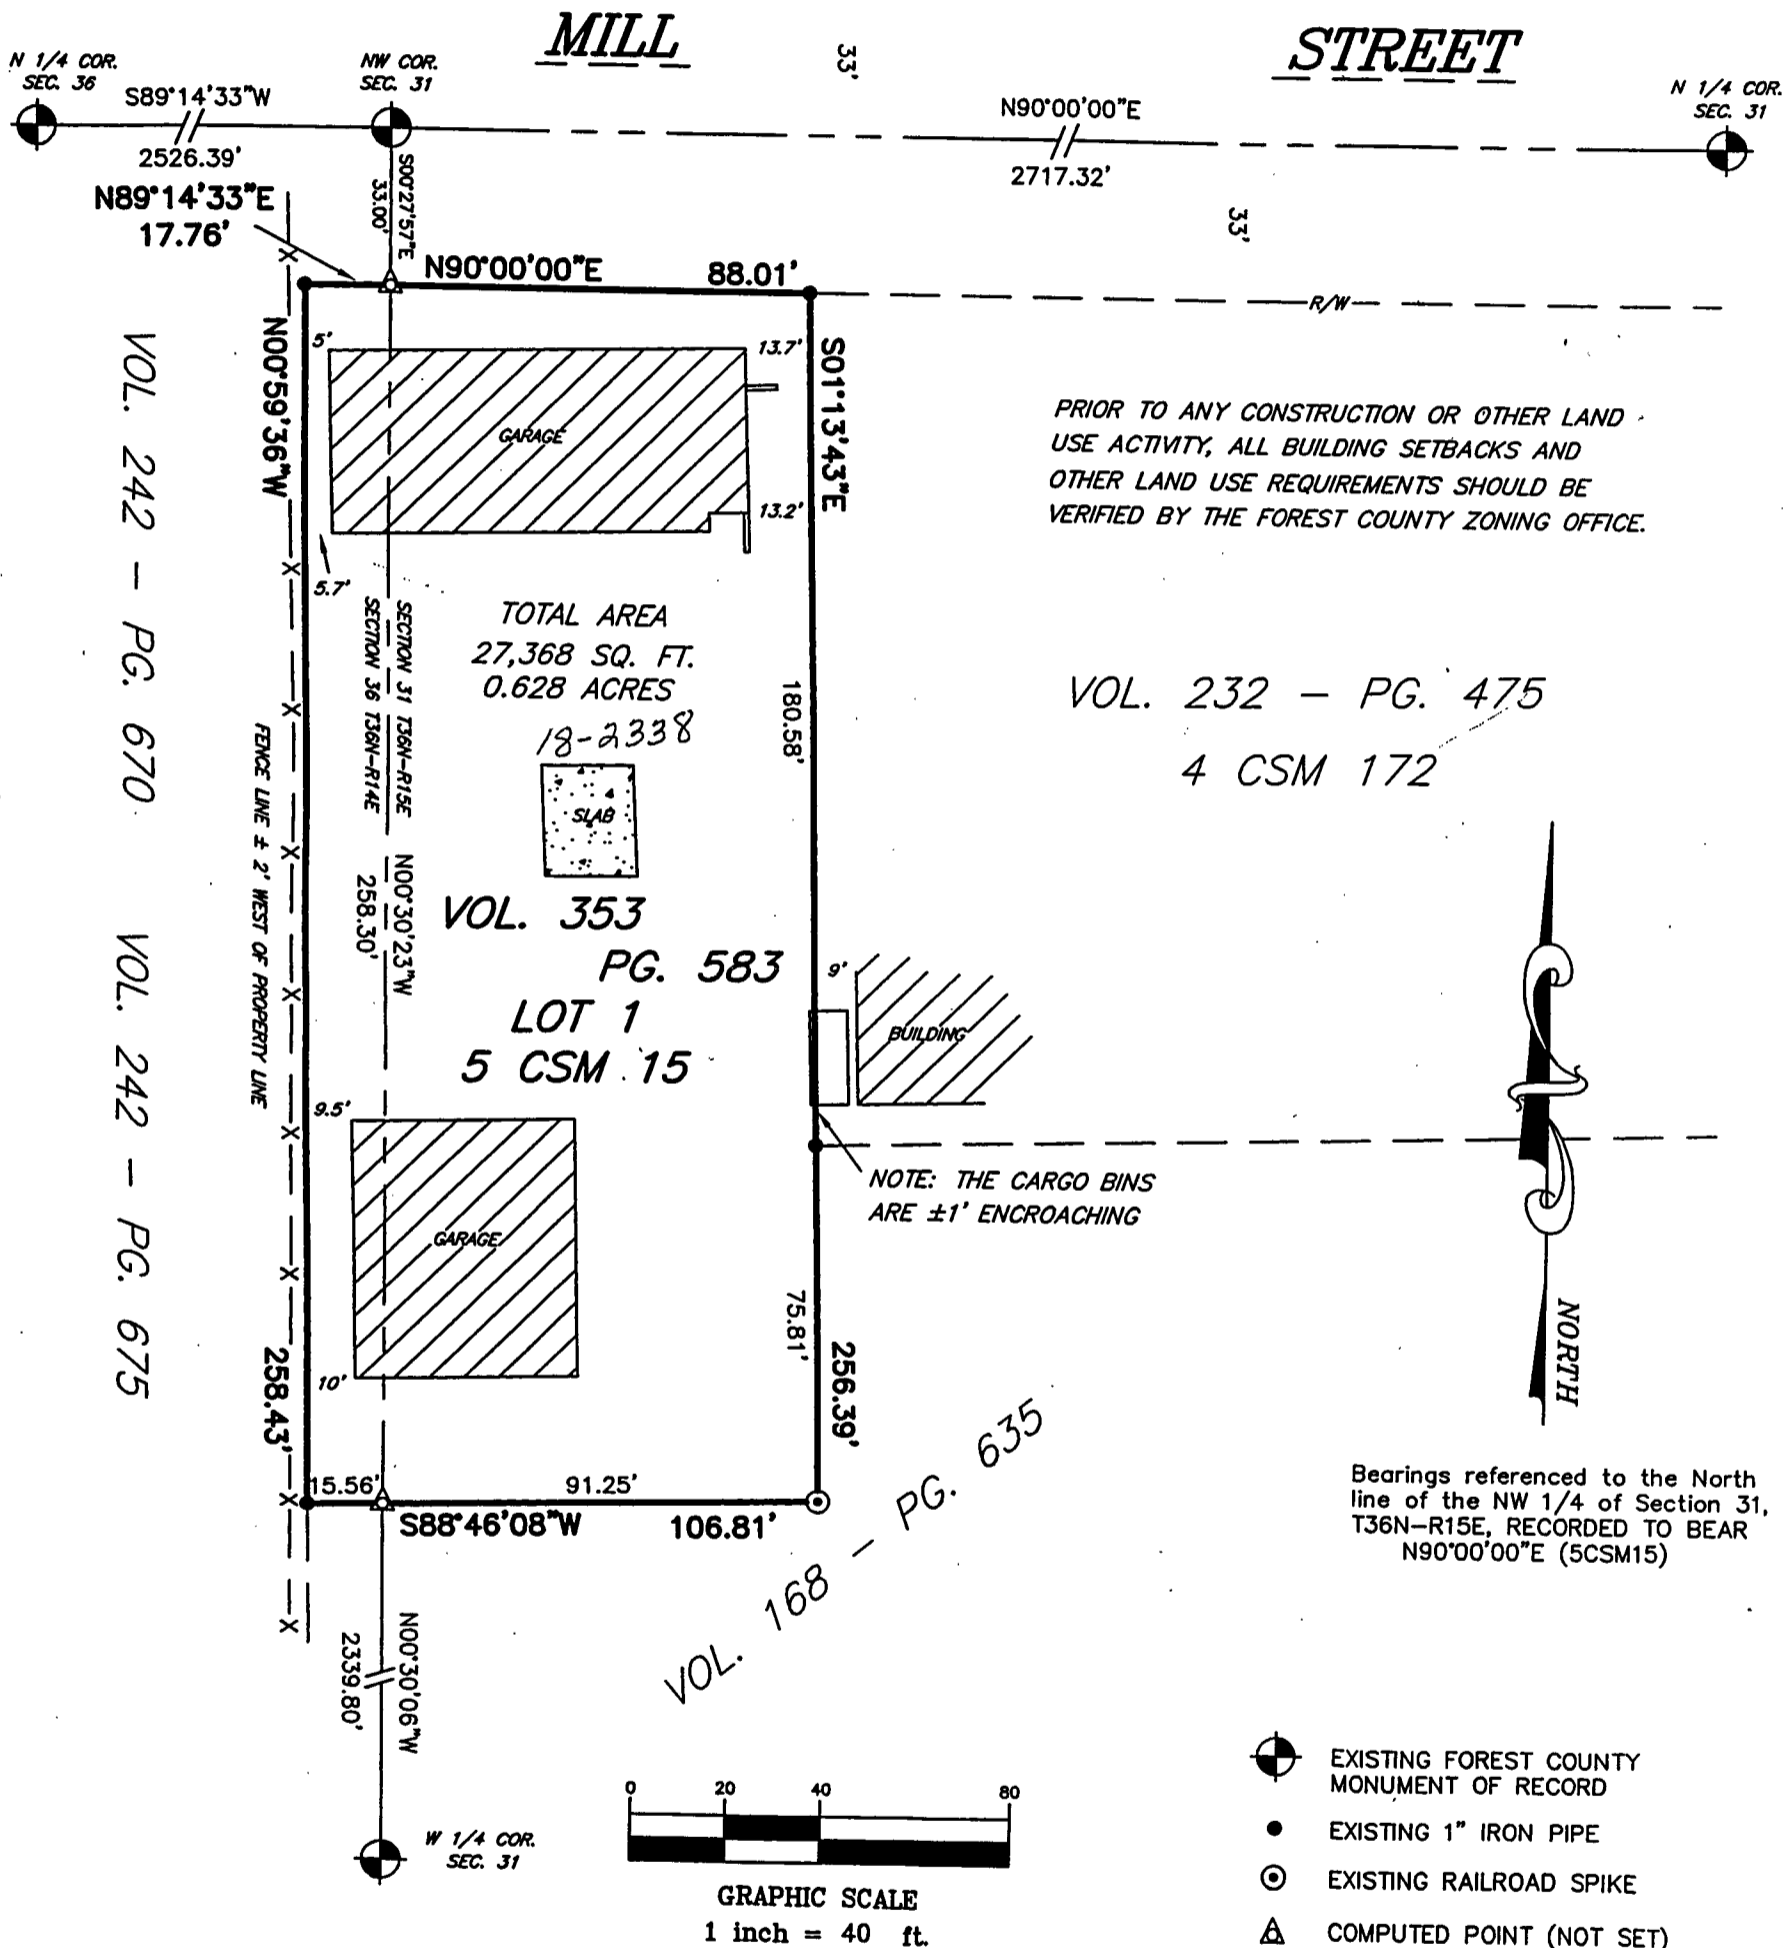 MILL STREET
33'
N 1/4 COR.
SEC. 36
NW COR.
SEC. 31
N 1/4 COR.
SEC. 31
S89°14'33"W
2526.39'
N90°00'00"E
2717.32'
33'
N89°14'33"E
17.76'
S00°27'57"E
33.00'
N90°00'00"E 88.01'
R/W
N00°59'36"W
258.43'
5'
13.7'
GARAGE
13.2'
5.7'
S01°13'43"E
256.39'
180.58'
75.81'
PRIOR TO ANY CONSTRUCTION OR OTHER LAND
USE ACTIVITY, ALL BUILDING SETBACKS AND
OTHER LAND USE REQUIREMENTS SHOULD BE
VERIFIED BY THE FOREST COUNTY ZONING OFFICE.
VOL. 242 - PG. 670
VOL. 242 - PG. 675
FENCE LINE ± 2' WEST OF PROPERTY LINE
SECTION 31 T36N-R15E
SECTION 36 T36N-R14E
TOTAL AREA
27,368 SQ. FT.
0.628 ACRES
18-2338
SLAB
N00°30'23"W
258.30'
VOL. 353
PG. 583
LOT 1
5 CSM 15
VOL. 232 - PG. 475
4 CSM 172
9'
BUILDING
NOTE: THE CARGO BINS
ARE ±1' ENCROACHING
9.5'
GARAGE
10'
15.56'
91.25'
S88°46'08"W 106.81'
VOL. 168 - PG. 635
NORTH
Bearings referenced to the North
line of the NW 1/4 of Section 31,
T36N-R15E, RECORDED TO BEAR
N90°00'00"E (5CSM15)
N00°30'06"W
2339.80'
W 1/4 COR.
SEC. 31
0 20 40 80
GRAPHIC SCALE
1 inch = 40 ft.
EXISTING FOREST COUNTY
MONUMENT OF RECORD
EXISTING 1" IRON PIPE
EXISTING RAILROAD SPIKE
COMPUTED POINT (NOT SET)